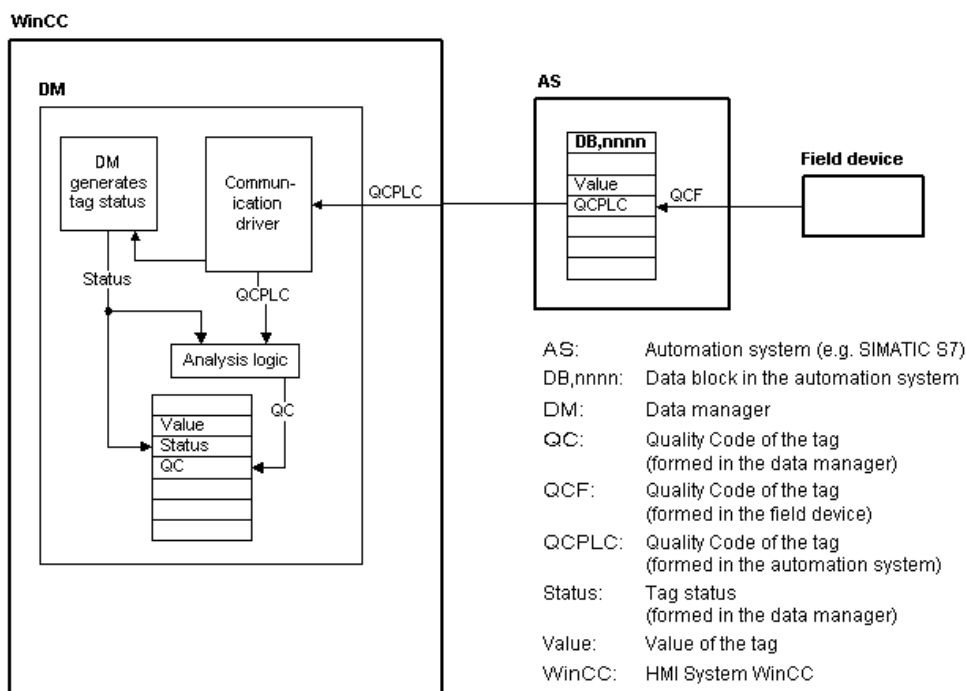 WinCC
DM
DM
generates
tag status
Commun-
ication
driver
QCPLC
Status
QCPLC
Analysis logic
QC
Value
Status
QC
AS
DB,nnnn
Value
QCPLC
QCF
Field device
AS: Automation system (e.g. SIMATIC S7)
DB,nnnn: Data block in the automation system
DM: Data manager
QC: Quality Code of the tag
(formed in the data manager)
QCF: Quality Code of the tag
(formed in the field device)
QCPLC: Quality Code of the tag
(formed in the automation system)
Status: Tag status
(formed in the data manager)
Value: Value of the tag
WinCC: HMI System WinCC